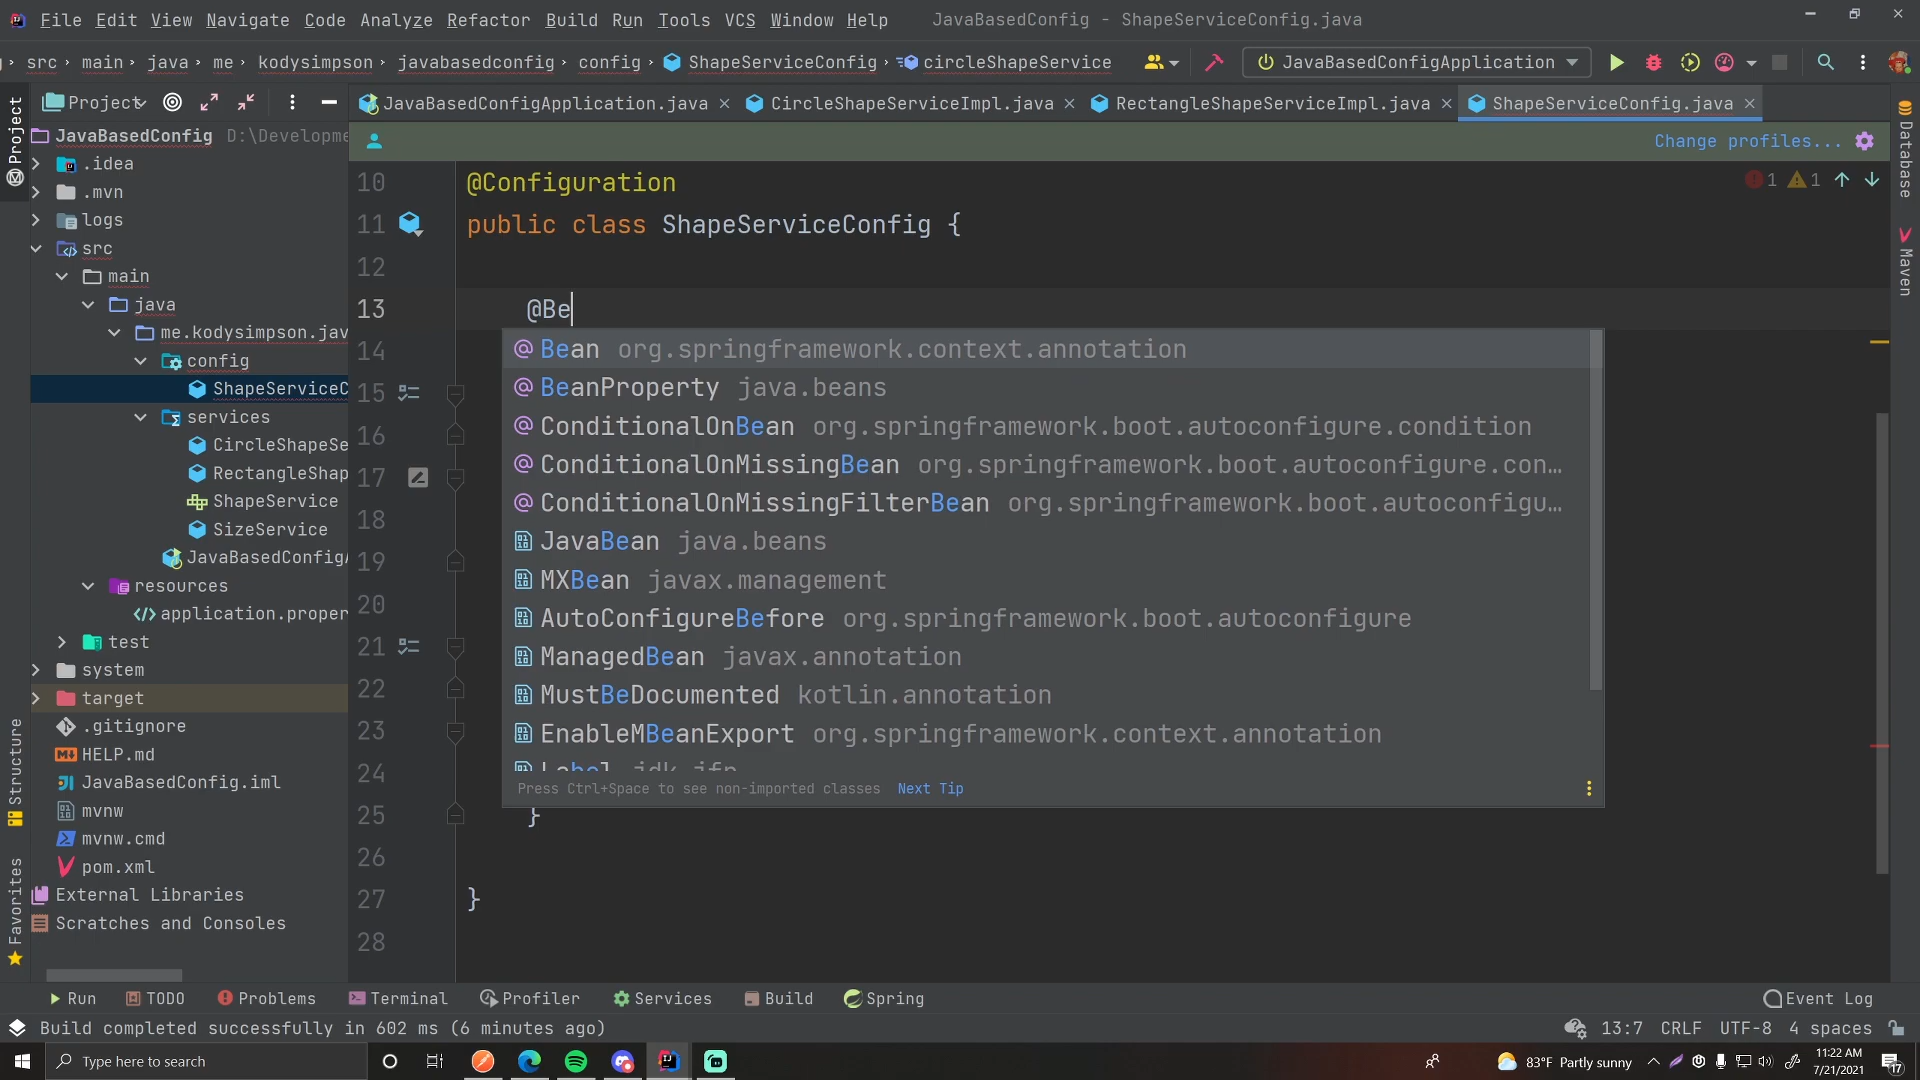 File Edit View Navigate Code Analyze Refactor Build Run Tools VCS Window Help JavaBasedConfig - ShapeServiceConfig.java
src main java me kodysimpson javabasedconfig config ShapeServiceConfig circleShapeService JavaBasedConfigApplication
Project JavaBasedConfigApplication.java CircleShapeServiceImpl.java RectangleShapeServiceImpl.java ShapeServiceConfig.java
Change profiles...
Project
Structure
Favorites
JavaBasedConfig D:\Developme
.idea
.mvn
logs
src
main
java
me.kodysimpson.jav
config
ShapeServiceC
services
CircleShapeSe
RectangleShap
ShapeService
SizeService
JavaBasedConfigA
resources
application.proper
test
system
target
.gitignore
HELP.md
JavaBasedConfig.iml
mvnw
mvnw.cmd
pom.xml
External Libraries
Scratches and Consoles
10 @Configuration
11 public class ShapeServiceConfig {
12
13 @Be
14
15
16
17
18
19
20
21
22
23
24
25 }
26
27 }
28
1 1
@ Bean org.springframework.context.annotation
@ BeanProperty java.beans
@ ConditionalOnBean org.springframework.boot.autoconfigure.condition
@ ConditionalOnMissingBean org.springframework.boot.autoconfigure.con...
@ ConditionalOnMissingFilterBean org.springframework.boot.autoconfigu...
JavaBean java.beans
MXBean javax.management
AutoConfigureBefore org.springframework.boot.autoconfigure
ManagedBean javax.annotation
MustBeDocumented kotlin.annotation
EnableMBeanExport org.springframework.context.annotation
Label jdk.jfr
Press Ctrl+Space to see non-imported classes Next Tip
Database
Maven
Run TODO Problems Terminal Profiler Services Build Spring Event Log
Build completed successfully in 602 ms (6 minutes ago) 13:7 CRLF UTF-8 4 spaces
Type here to search 83°F Partly sunny 11:22 AM
7/21/2021
17